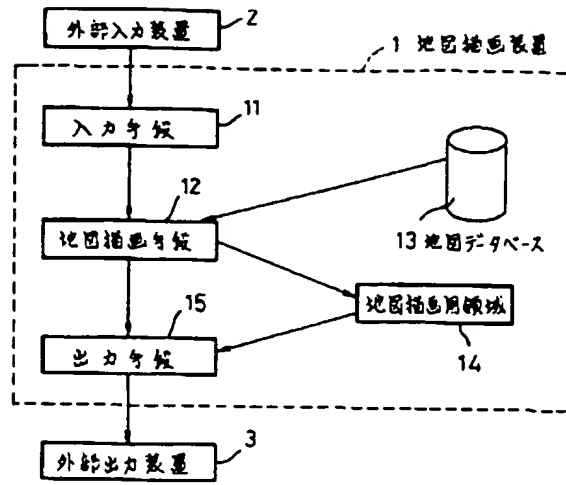 2
外部入力装置
1 地図描画装置
11
入力手段
12
地図描画手段
13 地図データベース
地図描画用領域
14
15
出力手段
3
外部出力装置